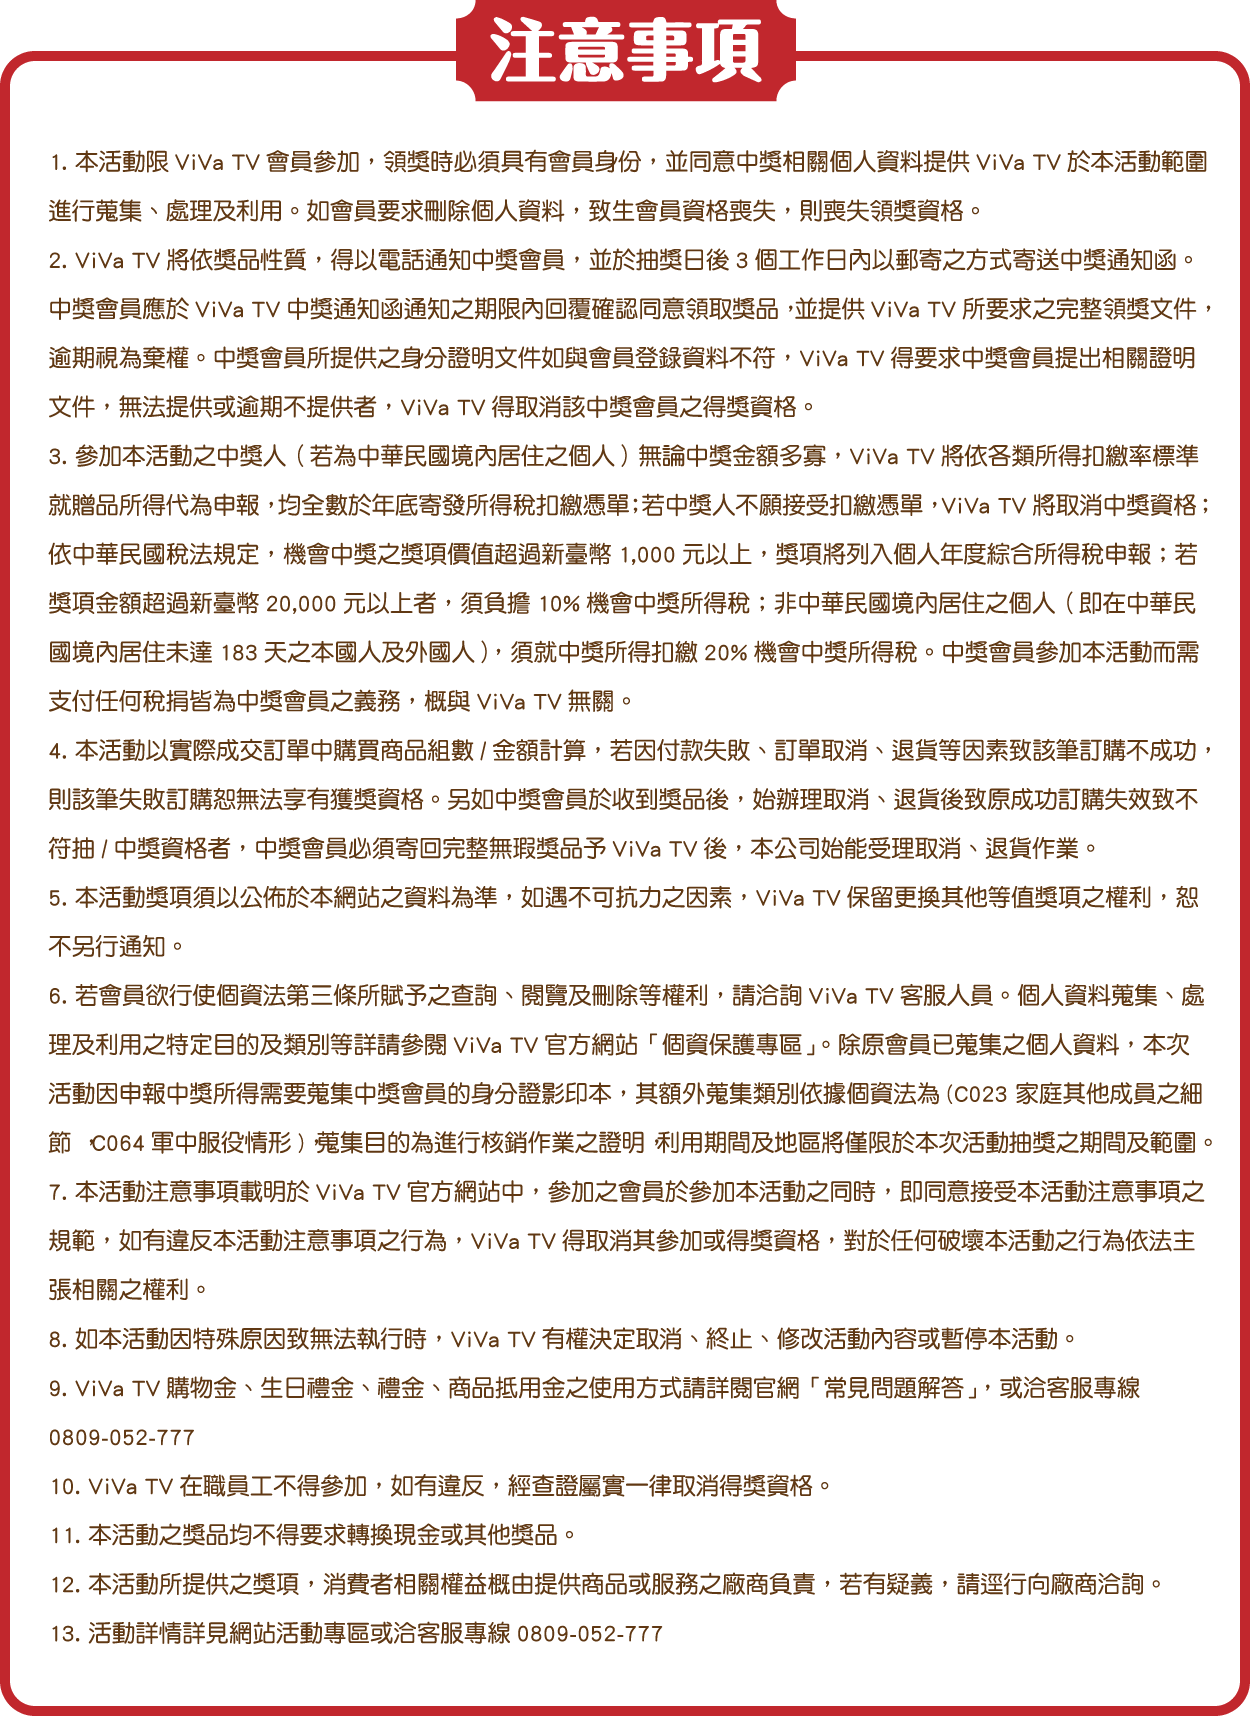 注意事項
1. 本活動限 ViVa TV 會員參加，領獎時必須具有會員身份，並同意中獎相關個人資料提供 ViVa TV 於本活動範圍
進行蒐集、處理及利用。如會員要求刪除個人資料，致生會員資格喪失，則喪失領獎資格。
2. ViVa TV 將依獎品性質，得以電話通知中獎會員，並於抽獎日後 3 個工作日內以郵寄之方式寄送中獎通知函。
中獎會員應於 ViVa TV 中獎通知函通知之期限內回覆確認同意領取獎品，並提供 ViVa TV 所要求之完整領獎文件，
逾期視為棄權。中獎會員所提供之身分證明文件如與會員登錄資料不符，ViVa TV 得要求中獎會員提出相關證明
文件，無法提供或逾期不提供者，ViVa TV 得取消該中獎會員之得獎資格。
3. 參加本活動之中獎人（若為中華民國境內居住之個人）無論中獎金額多寡，ViVa TV 將依各類所得扣繳率標準
就贈品所得代為申報，均全數於年底寄發所得稅扣繳憑單；若中獎人不願接受扣繳憑單，ViVa TV 將取消中獎資格；
依中華民國稅法規定，機會中獎之獎項價值超過新臺幣 1,000 元以上，獎項將列入個人年度綜合所得稅申報；若
獎項金額超過新臺幣 20,000 元以上者，須負擔 10% 機會中獎所得稅；非中華民國境內居住之個人（即在中華民
國境內居住未達 183 天之本國人及外國人），須就中獎所得扣繳 20% 機會中獎所得稅。中獎會員參加本活動而需
支付任何稅捐皆為中獎會員之義務，概與 ViVa TV 無關。
4. 本活動以實際成交訂單中購買商品組數 / 金額計算，若因付款失敗、訂單取消、退貨等因素致該筆訂購不成功，
則該筆失敗訂購恕無法享有獲獎資格。另如中獎會員於收到獎品後，始辦理取消、退貨後致原成功訂購失效致不
符抽 / 中獎資格者，中獎會員必須寄回完整無瑕獎品予 ViVa TV 後，本公司始能受理取消、退貨作業。
5. 本活動獎項須以公佈於本網站之資料為準，如遇不可抗力之因素，ViVa TV 保留更換其他等值獎項之權利，恕
不另行通知。
6. 若會員欲行使個資法第三條所賦予之查詢、閱覽及刪除等權利，請洽詢 ViVa TV 客服人員。個人資料蒐集、處
理及利用之特定目的及類別等詳請參閱 ViVa TV 官方網站「個資保護專區」。除原會員已蒐集之個人資料，本次
活動因申報中獎所得需要蒐集中獎會員的身分證影印本，其額外蒐集類別依據個資法為 (C023 家庭其他成員之細
節，C064 軍中服役情形），蒐集目的為進行核銷作業之證明，利用期間及地區將僅限於本次活動抽獎之期間及範圍。
7. 本活動注意事項載明於 ViVa TV 官方網站中，參加之會員於參加本活動之同時，即同意接受本活動注意事項之
規範，如有違反本活動注意事項之行為，ViVa TV 得取消其參加或得獎資格，對於任何破壞本活動之行為依法主
張相關之權利。
8. 如本活動因特殊原因致無法執行時，ViVa TV 有權決定取消、終止、修改活動內容或暫停本活動。
9. ViVa TV 購物金、生日禮金、禮金、商品抵用金之使用方式請詳閱官網「常見問題解答」，或洽客服專線
0809-052-777
10. ViVa TV 在職員工不得參加，如有違反，經查證屬實一律取消得獎資格。
11. 本活動之獎品均不得要求轉換現金或其他獎品。
12. 本活動所提供之獎項，消費者相關權益概由提供商品或服務之廠商負責，若有疑義，請逕行向廠商洽詢。
13. 活動詳情詳見網站活動專區或洽客服專線 0809-052-777